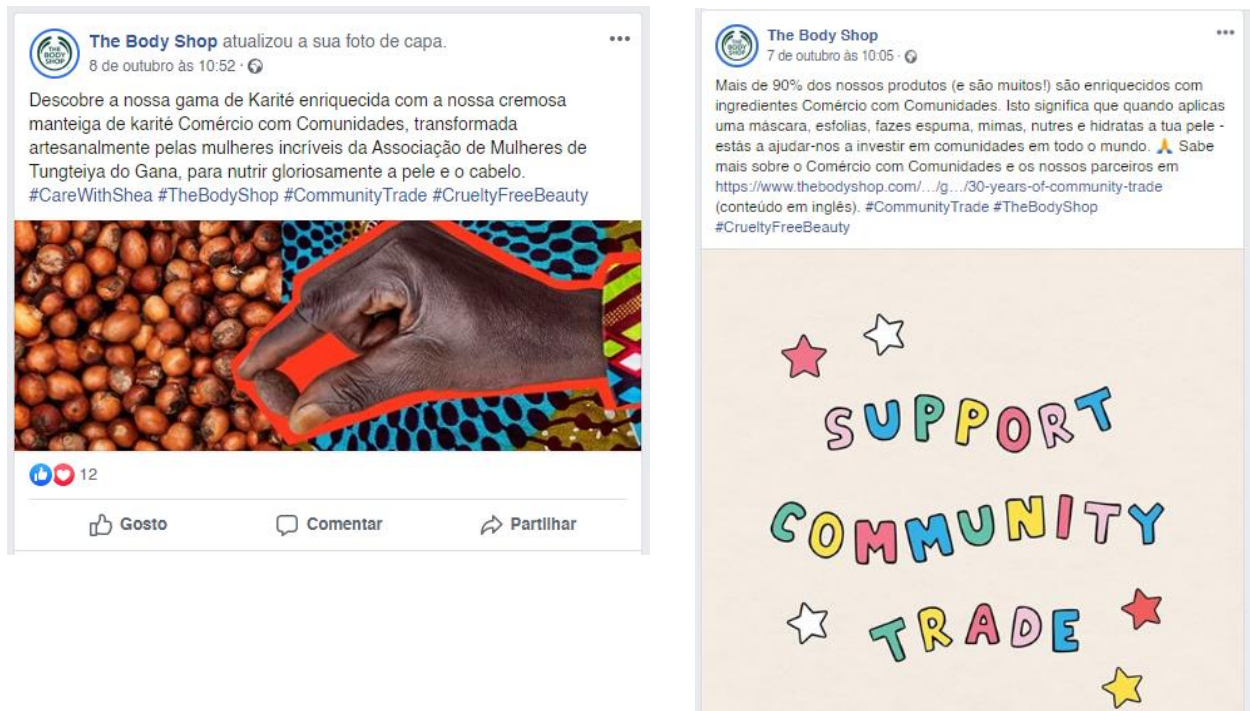 The Body Shop atualizou a sua foto de capa.
8 de outubro às 10:52 ·
Descobre a nossa gama de Karité enriquecida com a nossa cremosa
manteiga de karité Comércio com Comunidades, transformada
artesanalmente pelas mulheres incríveis da Associação de Mulheres de
Tungteiya do Gana, para nutrir gloriosamente a pele e o cabelo.
#CareWithShea #TheBodyShop #CommunityTrade #CrueltyFreeBeauty
12
Gosto Comentar Partilhar
THE
BODY
SHOP
The Body Shop
7 de outubro às 10:05 ·
Mais de 90% dos nossos produtos (e são muitos!) são enriquecidos com
ingredientes Comércio com Comunidades. Isto significa que quando aplicas
uma máscara, esfolias, fazes espuma, mimas, nutres e hidratas a tua pele -
estás a ajudar-nos a investir em comunidades em todo o mundo. 🙏 Sabe
mais sobre o Comércio com Comunidades e os nossos parceiros em
https://www.thebodyshop.com/…/g…/30-years-of-community-trade
(conteúdo em inglês). #CommunityTrade #TheBodyShop
#CrueltyFreeBeauty
THE
BODY
SHOP
SUPPORT
COMMUNITY
TRADE